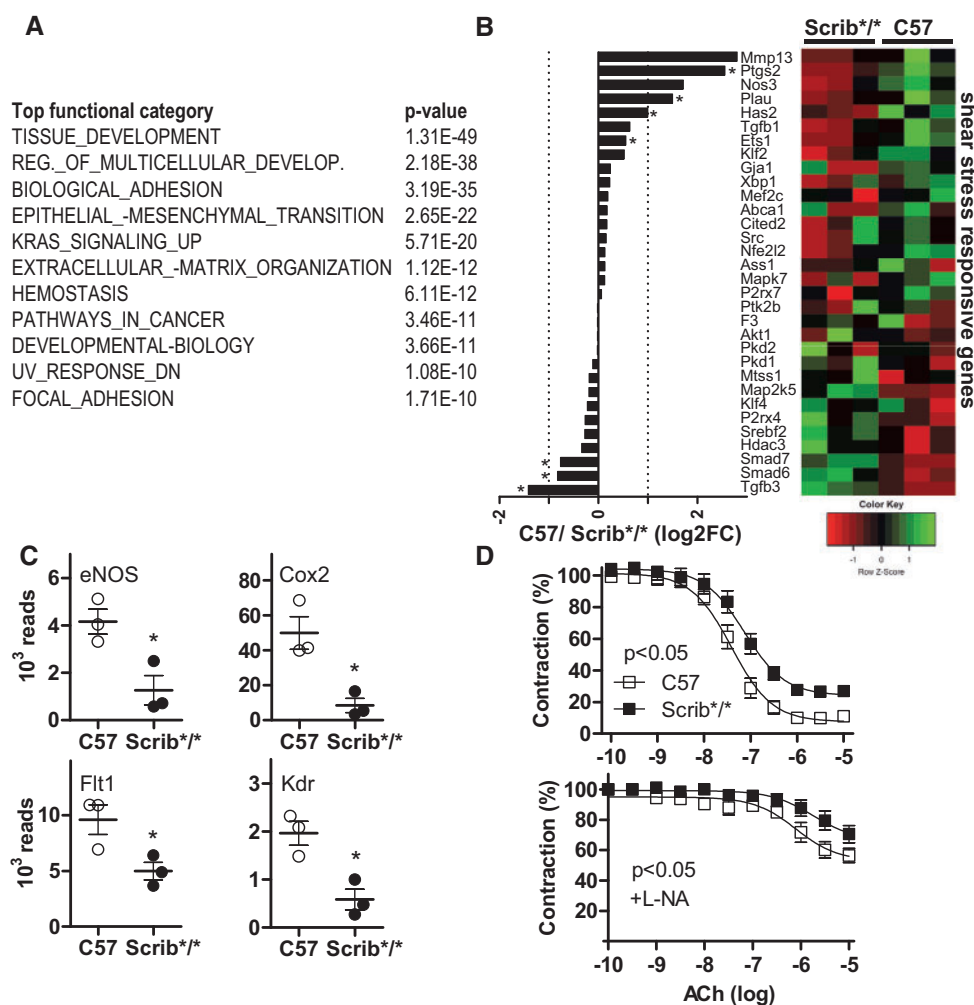 A
Top functional category p-value
TISSUE_DEVELOPMENT 1.31E-49
REG._OF_MULTICELLULAR_DEVELOP. 2.18E-38
BIOLOGICAL_ADHESION 3.19E-35
EPITHELIAL_-MESENCHYMAL_TRANSITION 2.65E-22
KRAS_SIGNALING_UP 5.71E-20
EXTRACELLULAR_-MATRIX_ORGANIZATION 1.12E-12
HEMOSTASIS 6.11E-12
PATHWAYS_IN_CANCER 3.46E-11
DEVELOPMENTAL-BIOLOGY 3.66E-11
UV_RESPONSE_DN 1.08E-10
FOCAL_ADHESION 1.71E-10
B
Scrib*/* C57
Mmp13
* Ptgs2
Nos3
* Plau
* Has2
Tgfb1
* Ets1
Klf2
Gja1
Xbp1
Mef2c
Abca1
Cited2
Src
Nfe2l2
Ass1
Mapk7
P2rx7
Ptk2b
F3
Akt1
Pkd2
Pkd1
Mtss1
Map2k5
Klf4
P2rx4
Srebf2
Hdac3
* Smad7
* Smad6
* Tgfb3
shear stress responsive genes
-2 0 2
C57/ Scrib*/* (log2FC)
Color Key
-1 0 1
Row Z-Score
C
eNOS
10³ reads
6
4
2
0
*
C57 Scrib*/*
Cox2
80
60
40
20
0
*
C57 Scrib*/*
Flt1
10³ reads
10
5
0
*
C57 Scrib*/*
Kdr
3
2
1
0
*
C57 Scrib*/*
D
Contraction (%)
100
80
60
40
20
0
p<0.05
C57
Scrib*/*
-10 -9 -8 -7 -6 -5
Contraction (%)
100
80
60
40
20
p<0.05
+L-NA
-10 -9 -8 -7 -6 -5
ACh (log)